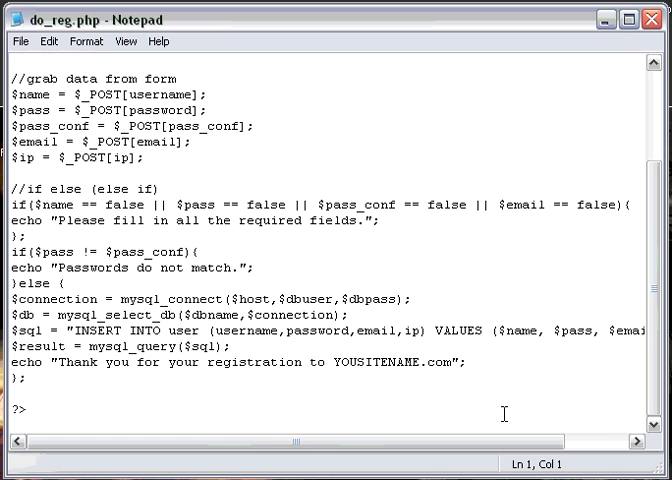 do_reg.php - Notepad
File Edit Format View Help
//grab data from form
$name = $_POST[username];
$pass = $_POST[password];
$pass_conf = $_POST[pass_conf];
$email = $_POST[email];
$ip = $_POST[ip];
//if else (else if)
if($name == false || $pass == false || $pass_conf == false || $email == false){
echo "Please fill in all the required fields.";
};
if($pass != $pass_conf){
echo "Passwords do not match.";
}else {
$connection = mysql_connect($host,$dbuser,$dbpass);
$db = mysql_select_db($dbname,$connection);
$sql = "INSERT INTO user (username,password,email,ip) VALUES ($name, $pass, $emai
$result = mysql_query($sql);
echo "Thank you for your registration to YOUSITENAME.com";
};
?>
Ln 1, Col 1